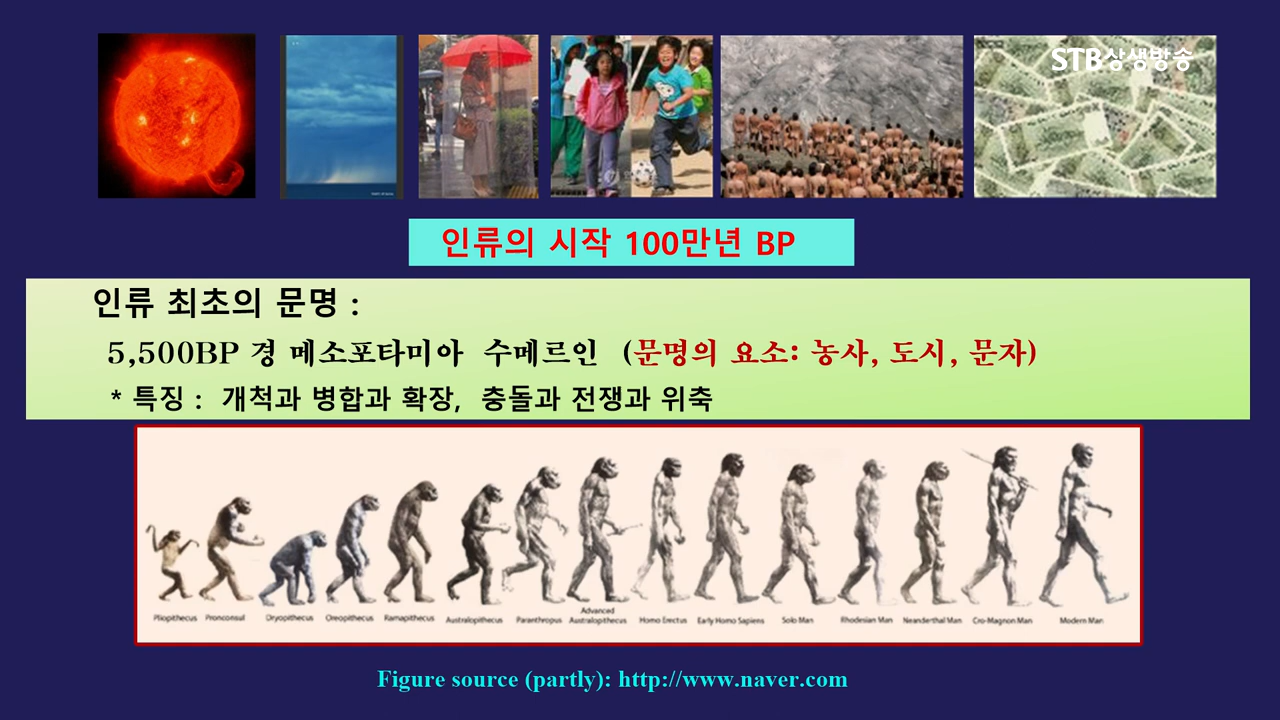 STB상생방송
인류의 시작 100만년 BP
인류 최초의 문명 :
5,500BP 경 메소포타미아 수메르인 (문명의 요소: 농사, 도시, 문자)
* 특징 : 개척과 병합과 확장, 충돌과 전쟁과 위축
Pliopithecus Pronconsul Dryopithecus Oreopithecus Ramapithecus Australopithecus Paranthropus Advanced Australopithecus Homo Erectus Early Homo Sapiens Solo Man Rhodesian Man Neanderthal Man Cro-Magnon Man Modern Man
Figure source (partly): http://www.naver.com